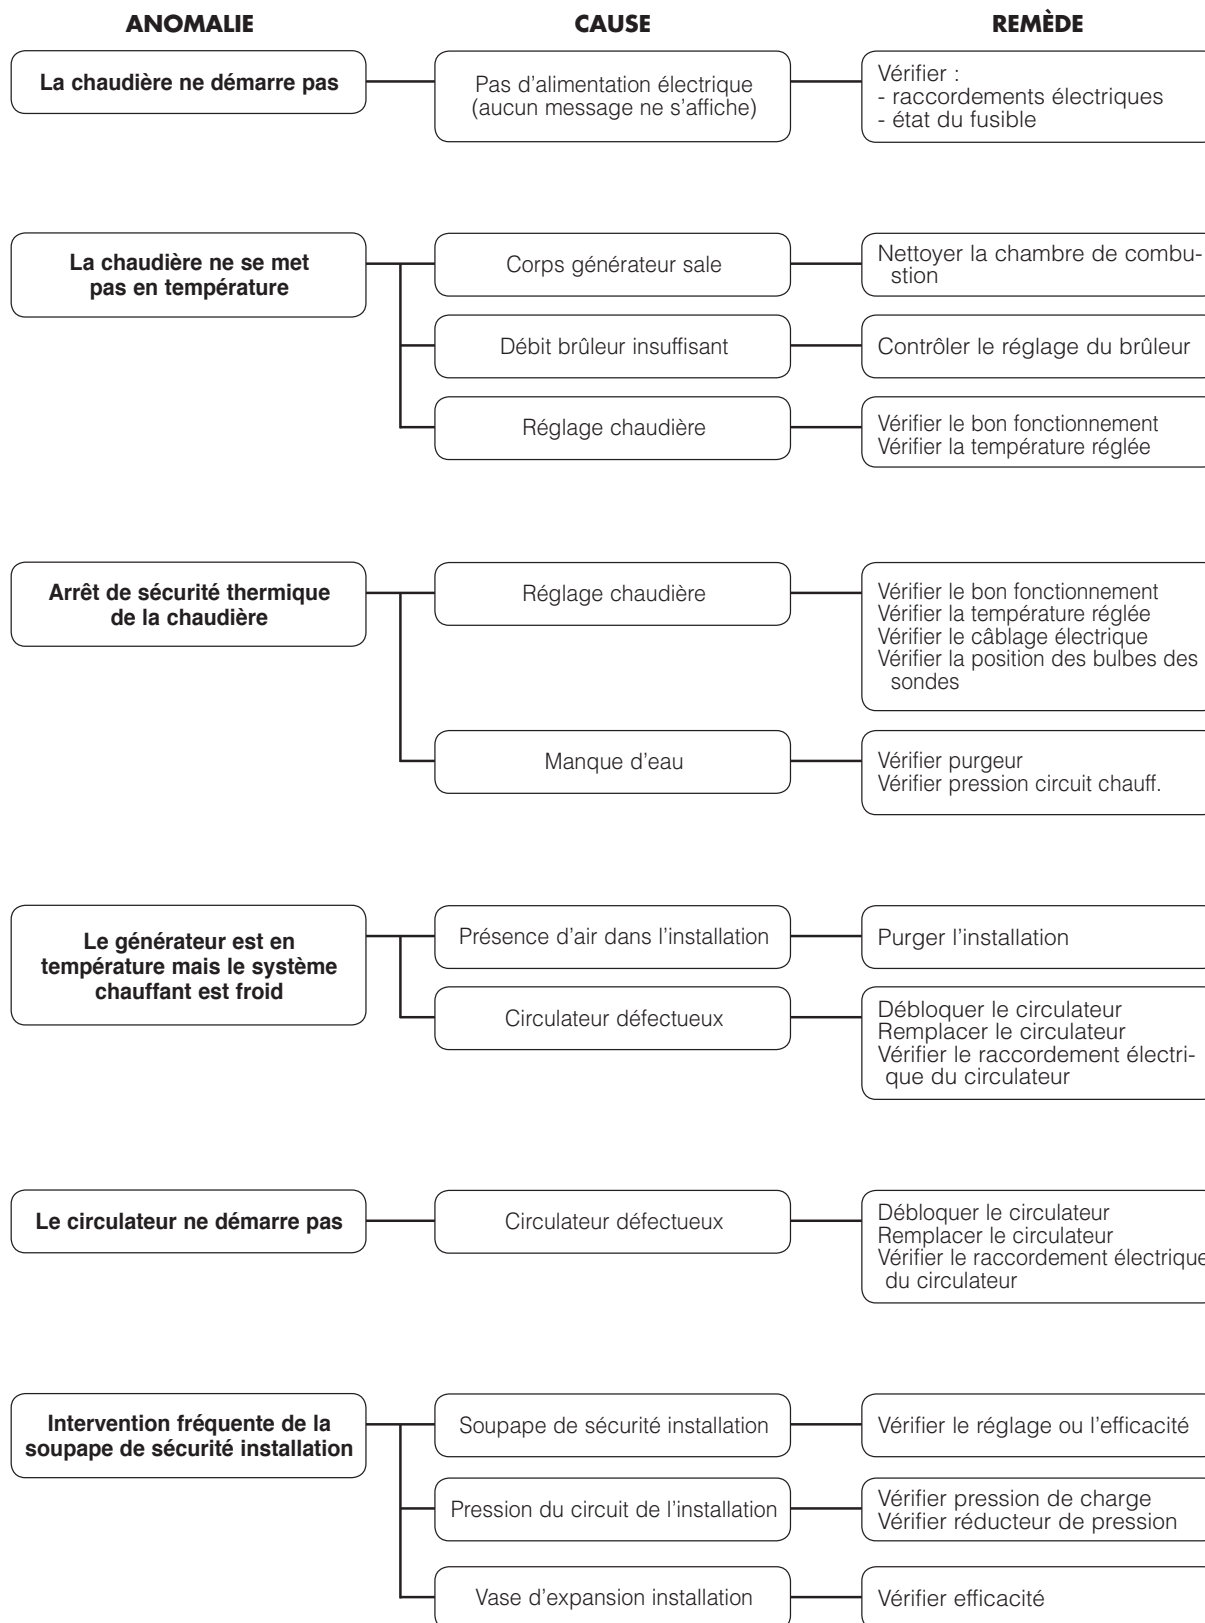 ANOMALIE
CAUSE
REMÈDE
La chaudière ne démarre pas
Pas d'alimentation électrique
(aucun message ne s'affiche)
Vérifier :
- raccordements électriques
- état du fusible
La chaudière ne se met
pas en température
Corps générateur sale
Nettoyer la chambre de combu-
stion
Débit brûleur insuffisant
Contrôler le réglage du brûleur
Réglage chaudière
Vérifier le bon fonctionnement
Vérifier la température réglée
Arrêt de sécurité thermique
de la chaudière
Réglage chaudière
Vérifier le bon fonctionnement
Vérifier la température réglée
Vérifier le câblage électrique
Vérifier la position des bulbes des
sondes
Manque d'eau
Vérifier purgeur
Vérifier pression circuit chauff.
Le générateur est en
température mais le système
chauffant est froid
Présence d'air dans l'installation
Purger l'installation
Circulateur défectueux
Débloquer le circulateur
Remplacer le circulateur
Vérifier le raccordement électri-
que du circulateur
Le circulateur ne démarre pas
Circulateur défectueux
Débloquer le circulateur
Remplacer le circulateur
Vérifier le raccordement électrique
du circulateur
Intervention fréquente de la
soupape de sécurité installation
Soupape de sécurité installation
Vérifier le réglage ou l'efficacité
Pression du circuit de l'installation
Vérifier pression de charge
Vérifier réducteur de pression
Vase d'expansion installation
Vérifier efficacité